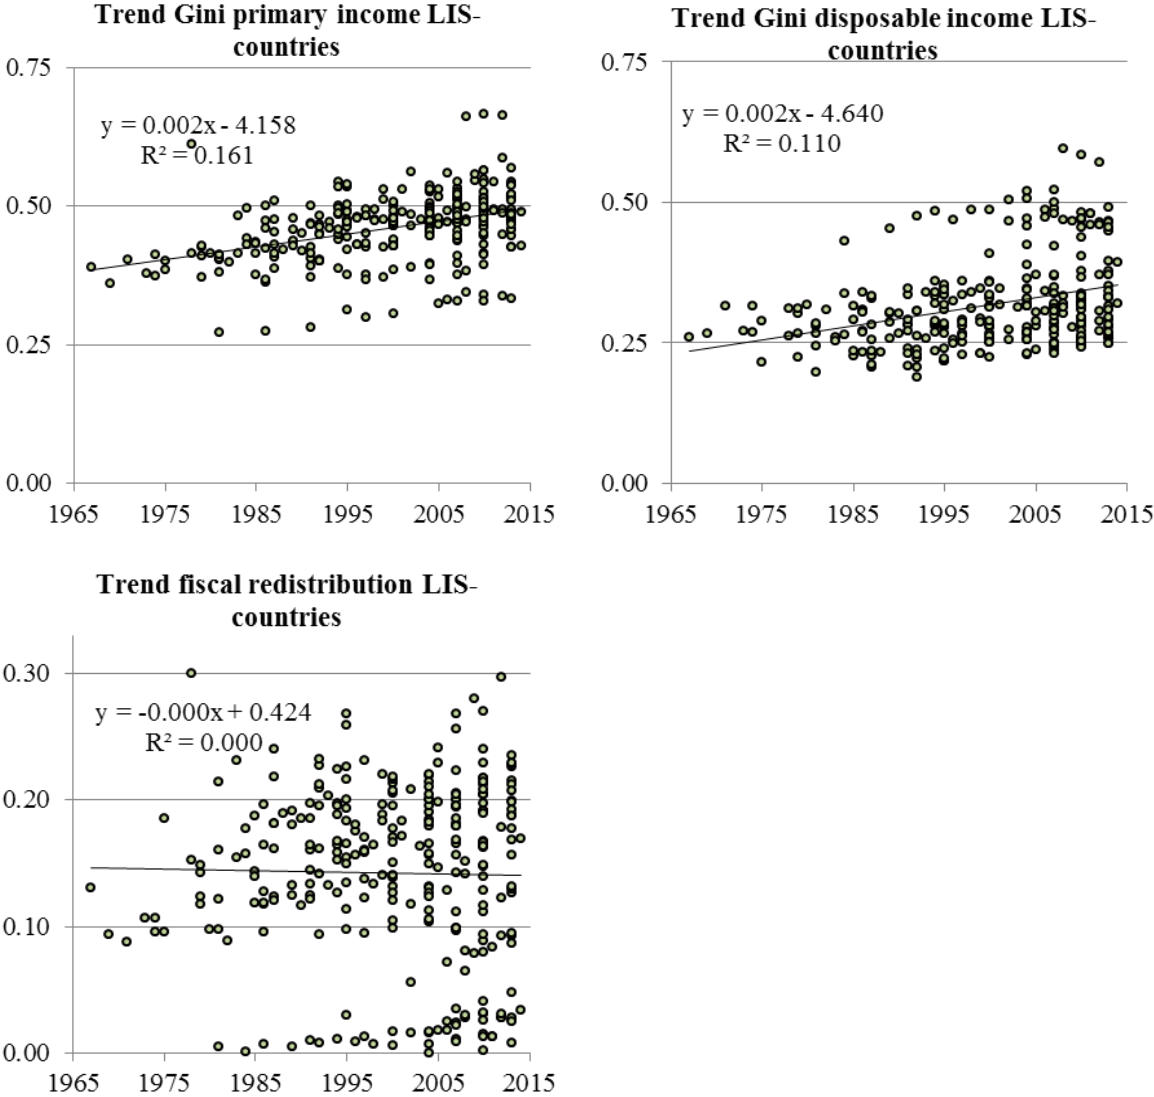 Trend Gini primary income LIS-
countries
0.75
y = 0.002x - 4.158
R² = 0.161
0.50
0.25
0.00
1965 1975 1985 1995 2005 2015
Trend Gini disposable income LIS-
countries
0.75
y = 0.002x - 4.640
R² = 0.110
0.50
0.25
0.00
1965 1975 1985 1995 2005 2015
Trend fiscal redistribution LIS-
countries
0.30
y = -0.000x + 0.424
R² = 0.000
0.20
0.10
0.00
1965 1975 1985 1995 2005 2015